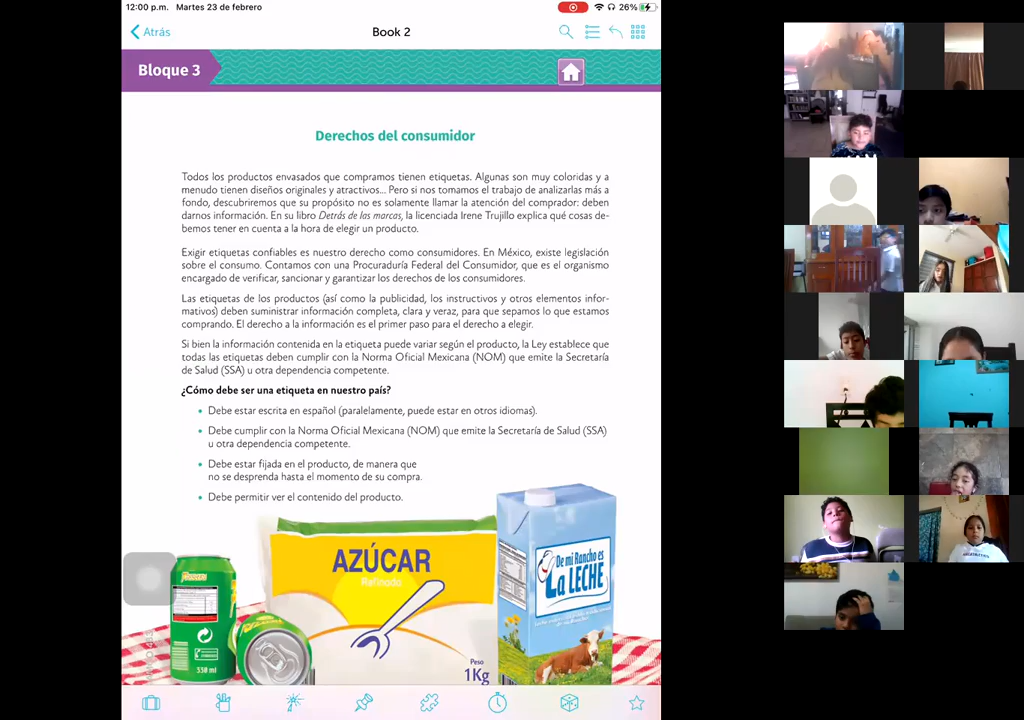 12:00 p.m. Martes 23 de febrero
26%
Atrás
Book 2
Bloque 3
Derechos del consumidor
Todos los productos envasados que compramos tienen etiquetas. Algunas son muy coloridas y a
menudo tienen diseños originales y atractivos... Pero si nos tomamos el trabajo de analizarlas más a
fondo, descubriremos que su propósito no es solamente llamar la atención del comprador: deben
darnos información. En su libro Detrás de las marcas, la licenciada Irene Trujillo explica qué cosas de-
bemos tener en cuenta a la hora de elegir un producto.
Exigir etiquetas confiables es nuestro derecho como consumidores. En México, existe legislación
sobre el consumo. Contamos con una Procuraduría Federal del Consumidor, que es el organismo
encargado de verificar, sancionar y garantizar los derechos de los consumidores.
Las etiquetas de los productos (así como la publicidad, los instructivos y otros elementos infor-
mativos) deben suministrar información completa, clara y veraz, para que sepamos lo que estamos
comprando. El derecho a la información es el primer paso para el derecho a elegir.
Si bien la información contenida en la etiqueta puede variar según el producto, la Ley establece que
todas las etiquetas deben cumplir con la Norma Oficial Mexicana (NOM) que emite la Secretaría
de Salud (SSA) u otra dependencia competente.
¿Cómo debe ser una etiqueta en nuestro país?
• Debe estar escrita en español (paralelamente, puede estar en otros idiomas).
• Debe cumplir con la Norma Oficial Mexicana (NOM) que emite la Secretaría de Salud (SSA)
u otra dependencia competente.
• Debe estar fijada en el producto, de manera que
no se desprenda hasta el momento de su compra.
• Debe permitir ver el contenido del producto.
AZÚCAR
Refinada
Peso
1Kg
De mi Rancho es
La LECHE
330 ml